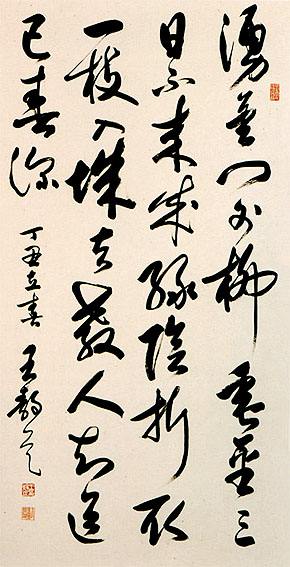 湧金門外柳垂金三
日不來成綠陰折取
一枝入城去教人知道
已春深
丁丑立春 王靜芝